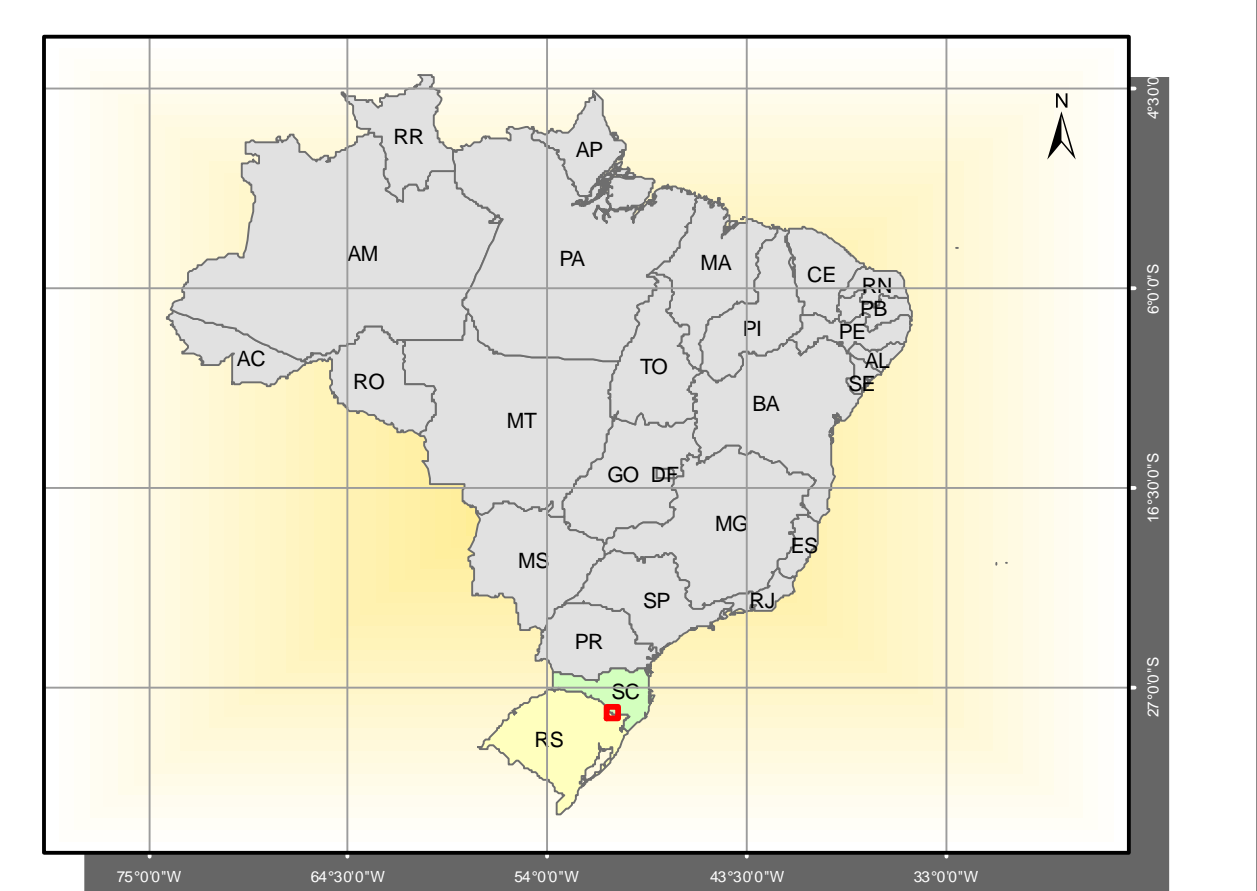 N
4°30'0
RR
AP
AM
PA
MA
CE
RN
6°0'0"S
PB
PI
PE
AC
AL
TO
RO
SE
BA
MT
GO
DF
16°30'0"S
MG
ES
MS
SP
RJ
PR
27°0'0"S
SC
RS
75°0'0"W
64°30'0"W
54°0'0"W
43°30'0"W
33°0'0"W